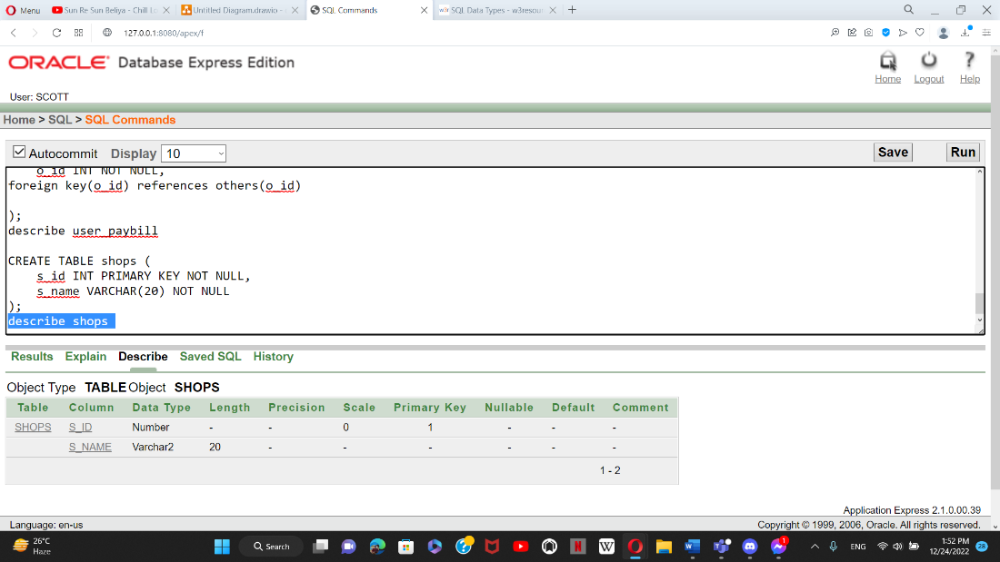 Menu
Sun Re Sun Beliya - Chill Lo
Untitled Diagram.drawio -
SQL Commands
w3r SQL Data Types - w3resour
127.0.0.1:8080/apex/f
ORACLE Database Express Edition
Home Logout Help
User: SCOTT
Home > SQL > SQL Commands
Autocommit Display 10 Save Run
o_id INT NOT NULL,
foreign key(o_id) references others(o_id)
);
describe user_paybill
CREATE TABLE shops (
s_id INT PRIMARY KEY NOT NULL,
s_name VARCHAR(20) NOT NULL
);
describe shops
Results Explain Describe Saved SQL History
Object Type TABLE Object SHOPS
Table Column Data Type Length Precision Scale Primary Key Nullable Default Comment
SHOPS S_ID Number - - 0 1 - - -
S_NAME Varchar2 20 - - - - - -
1 - 2
Application Express 2.1.0.00.39
Language: en-us Copyright © 1999, 2006, Oracle. All rights reserved.
26°C
Haze
Search
ENG
1:52 PM
12/24/2022
28